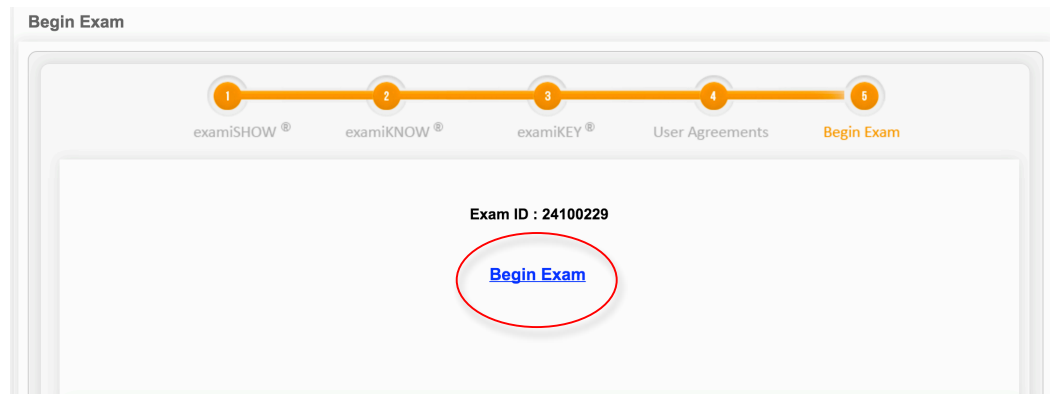 Begin Exam
1 2 3 4 5
examiSHOW ® examiKNOW ® examiKEY ® User Agreements Begin Exam
Exam ID : 24100229
Begin Exam